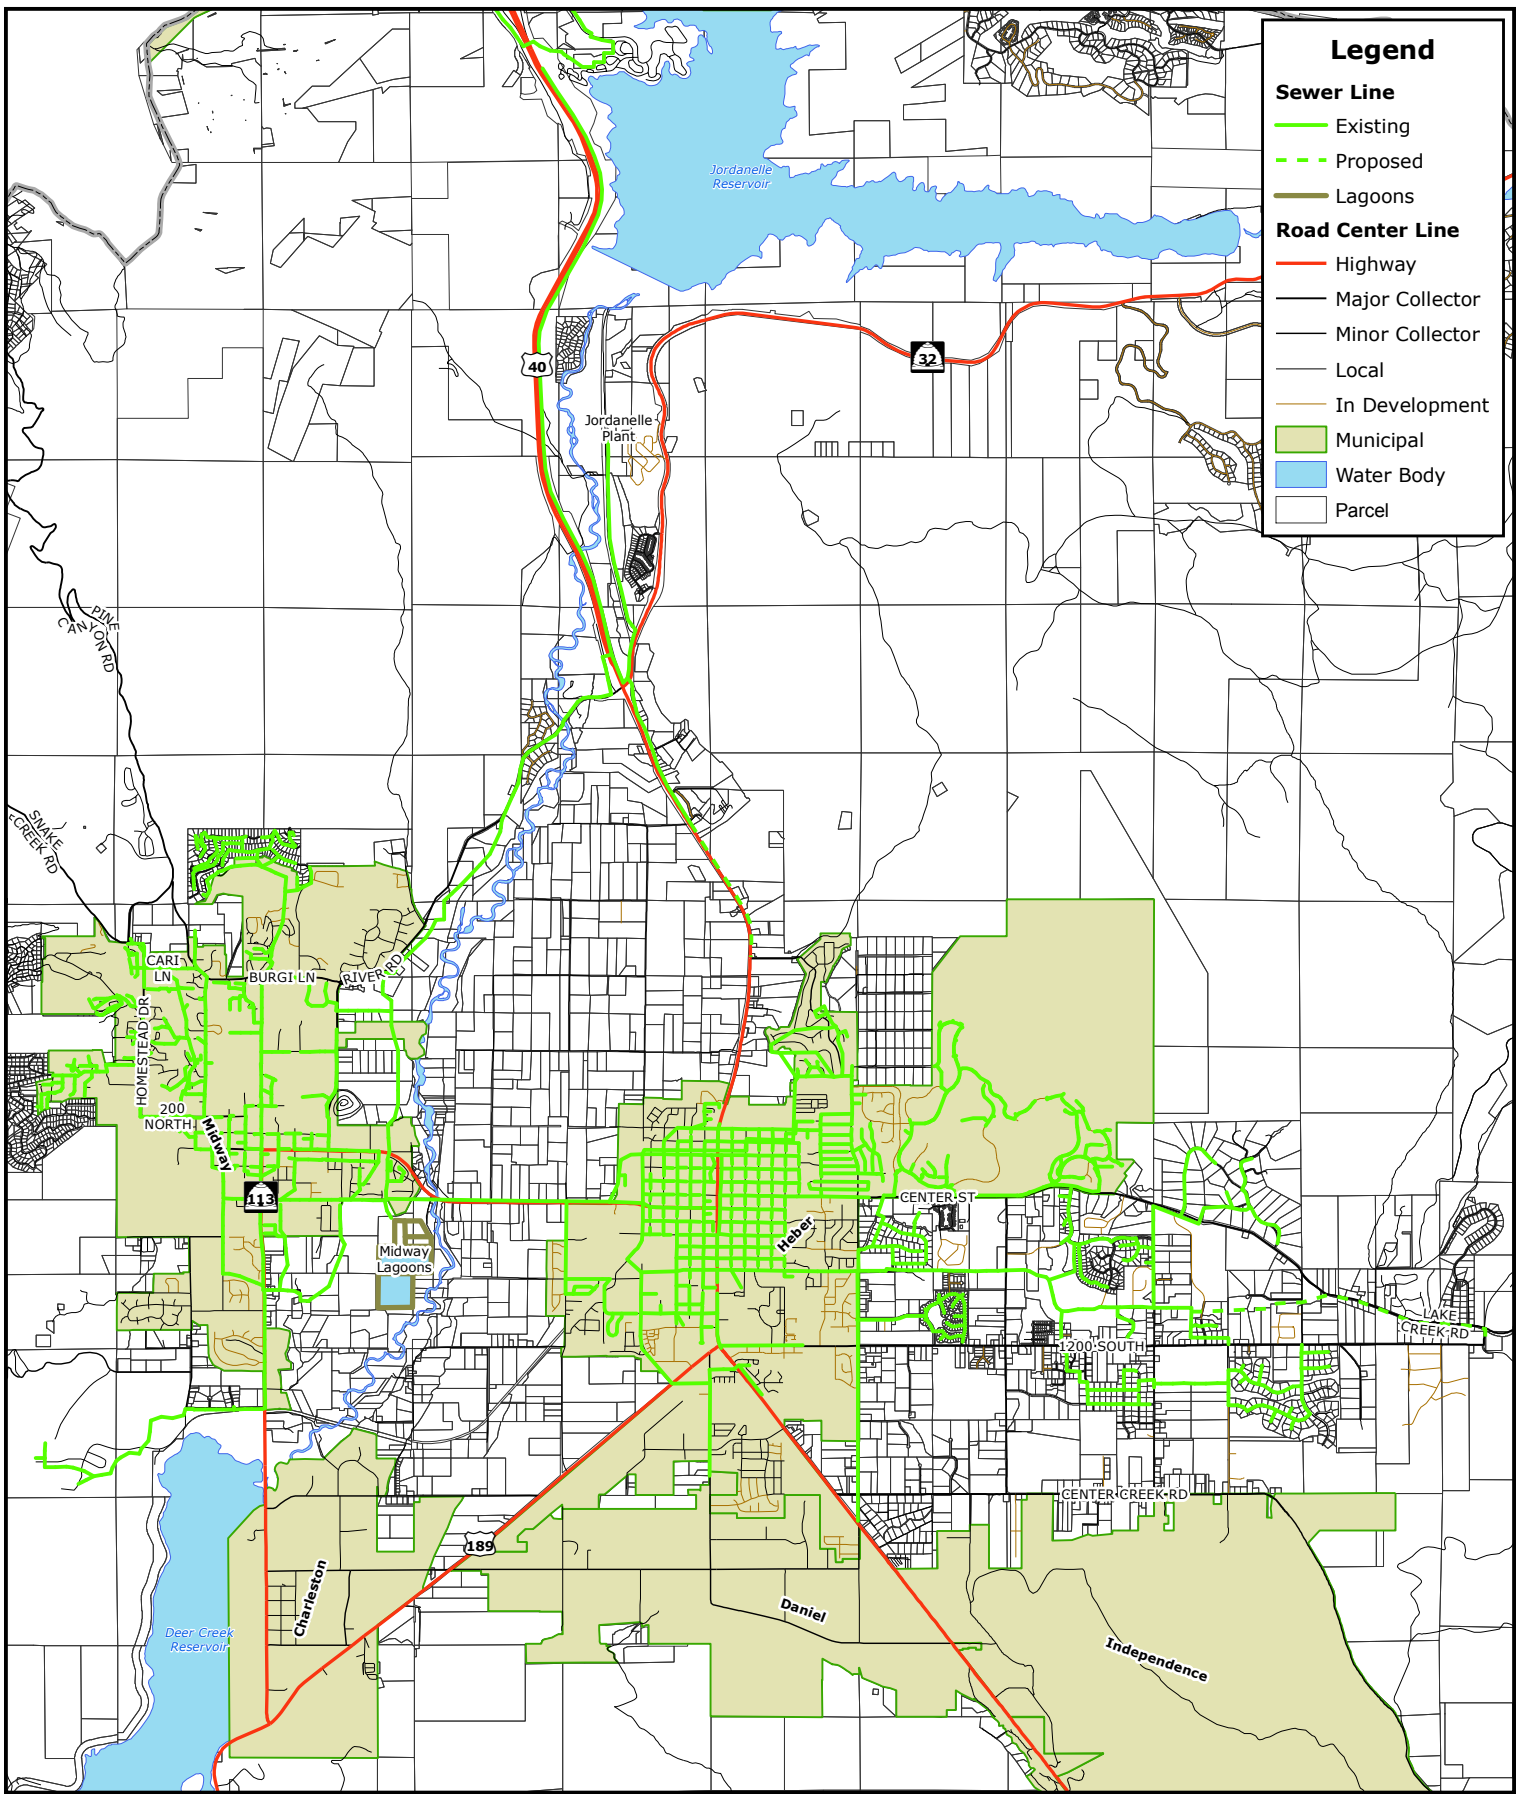 Legend
Sewer Line
Existing
Proposed
Lagoons
Road Center Line
Highway
Major Collector
Minor Collector
Local
In Development
Municipal
Water Body
Parcel
Jordanelle
Reservoir
40
32
Jordanelle
Plant
PINE
CANYON RD
SNAKE
CREEK RD
CARI
LN
BURGI LN
RIVER RD
HOMESTEAD DR
200
NORTH
Midway
113
CENTER ST
Heber
Midway
Lagoons
LAKE
CREEK RD
1200 SOUTH
CENTER CREEK RD
189
Charleston
Daniel
Deer Creek
Reservoir
Independence